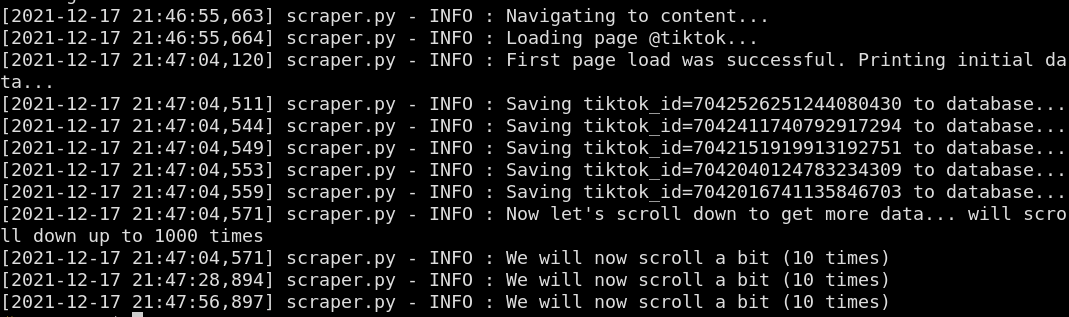 [2021-12-17 21:46:55,663] scraper.py - INFO : Navigating to content...
[2021-12-17 21:46:55,664] scraper.py - INFO : Loading page @tiktok...
[2021-12-17 21:47:04,120] scraper.py - INFO : First page load was successful. Printing initial da
ta...
[2021-12-17 21:47:04,511] scraper.py - INFO : Saving tiktok_id=7042526251244080430 to database...
[2021-12-17 21:47:04,544] scraper.py - INFO : Saving tiktok_id=7042411740792917294 to database...
[2021-12-17 21:47:04,549] scraper.py - INFO : Saving tiktok_id=7042151919913192751 to database...
[2021-12-17 21:47:04,553] scraper.py - INFO : Saving tiktok_id=7042040124783234309 to database...
[2021-12-17 21:47:04,559] scraper.py - INFO : Saving tiktok_id=7042016741135846703 to database...
[2021-12-17 21:47:04,571] scraper.py - INFO : Now let's scroll down to get more data... will scro
ll down up to 1000 times
[2021-12-17 21:47:04,571] scraper.py - INFO : We will now scroll a bit (10 times)
[2021-12-17 21:47:28,894] scraper.py - INFO : We will now scroll a bit (10 times)
[2021-12-17 21:47:56,897] scraper.py - INFO : We will now scroll a bit (10 times)